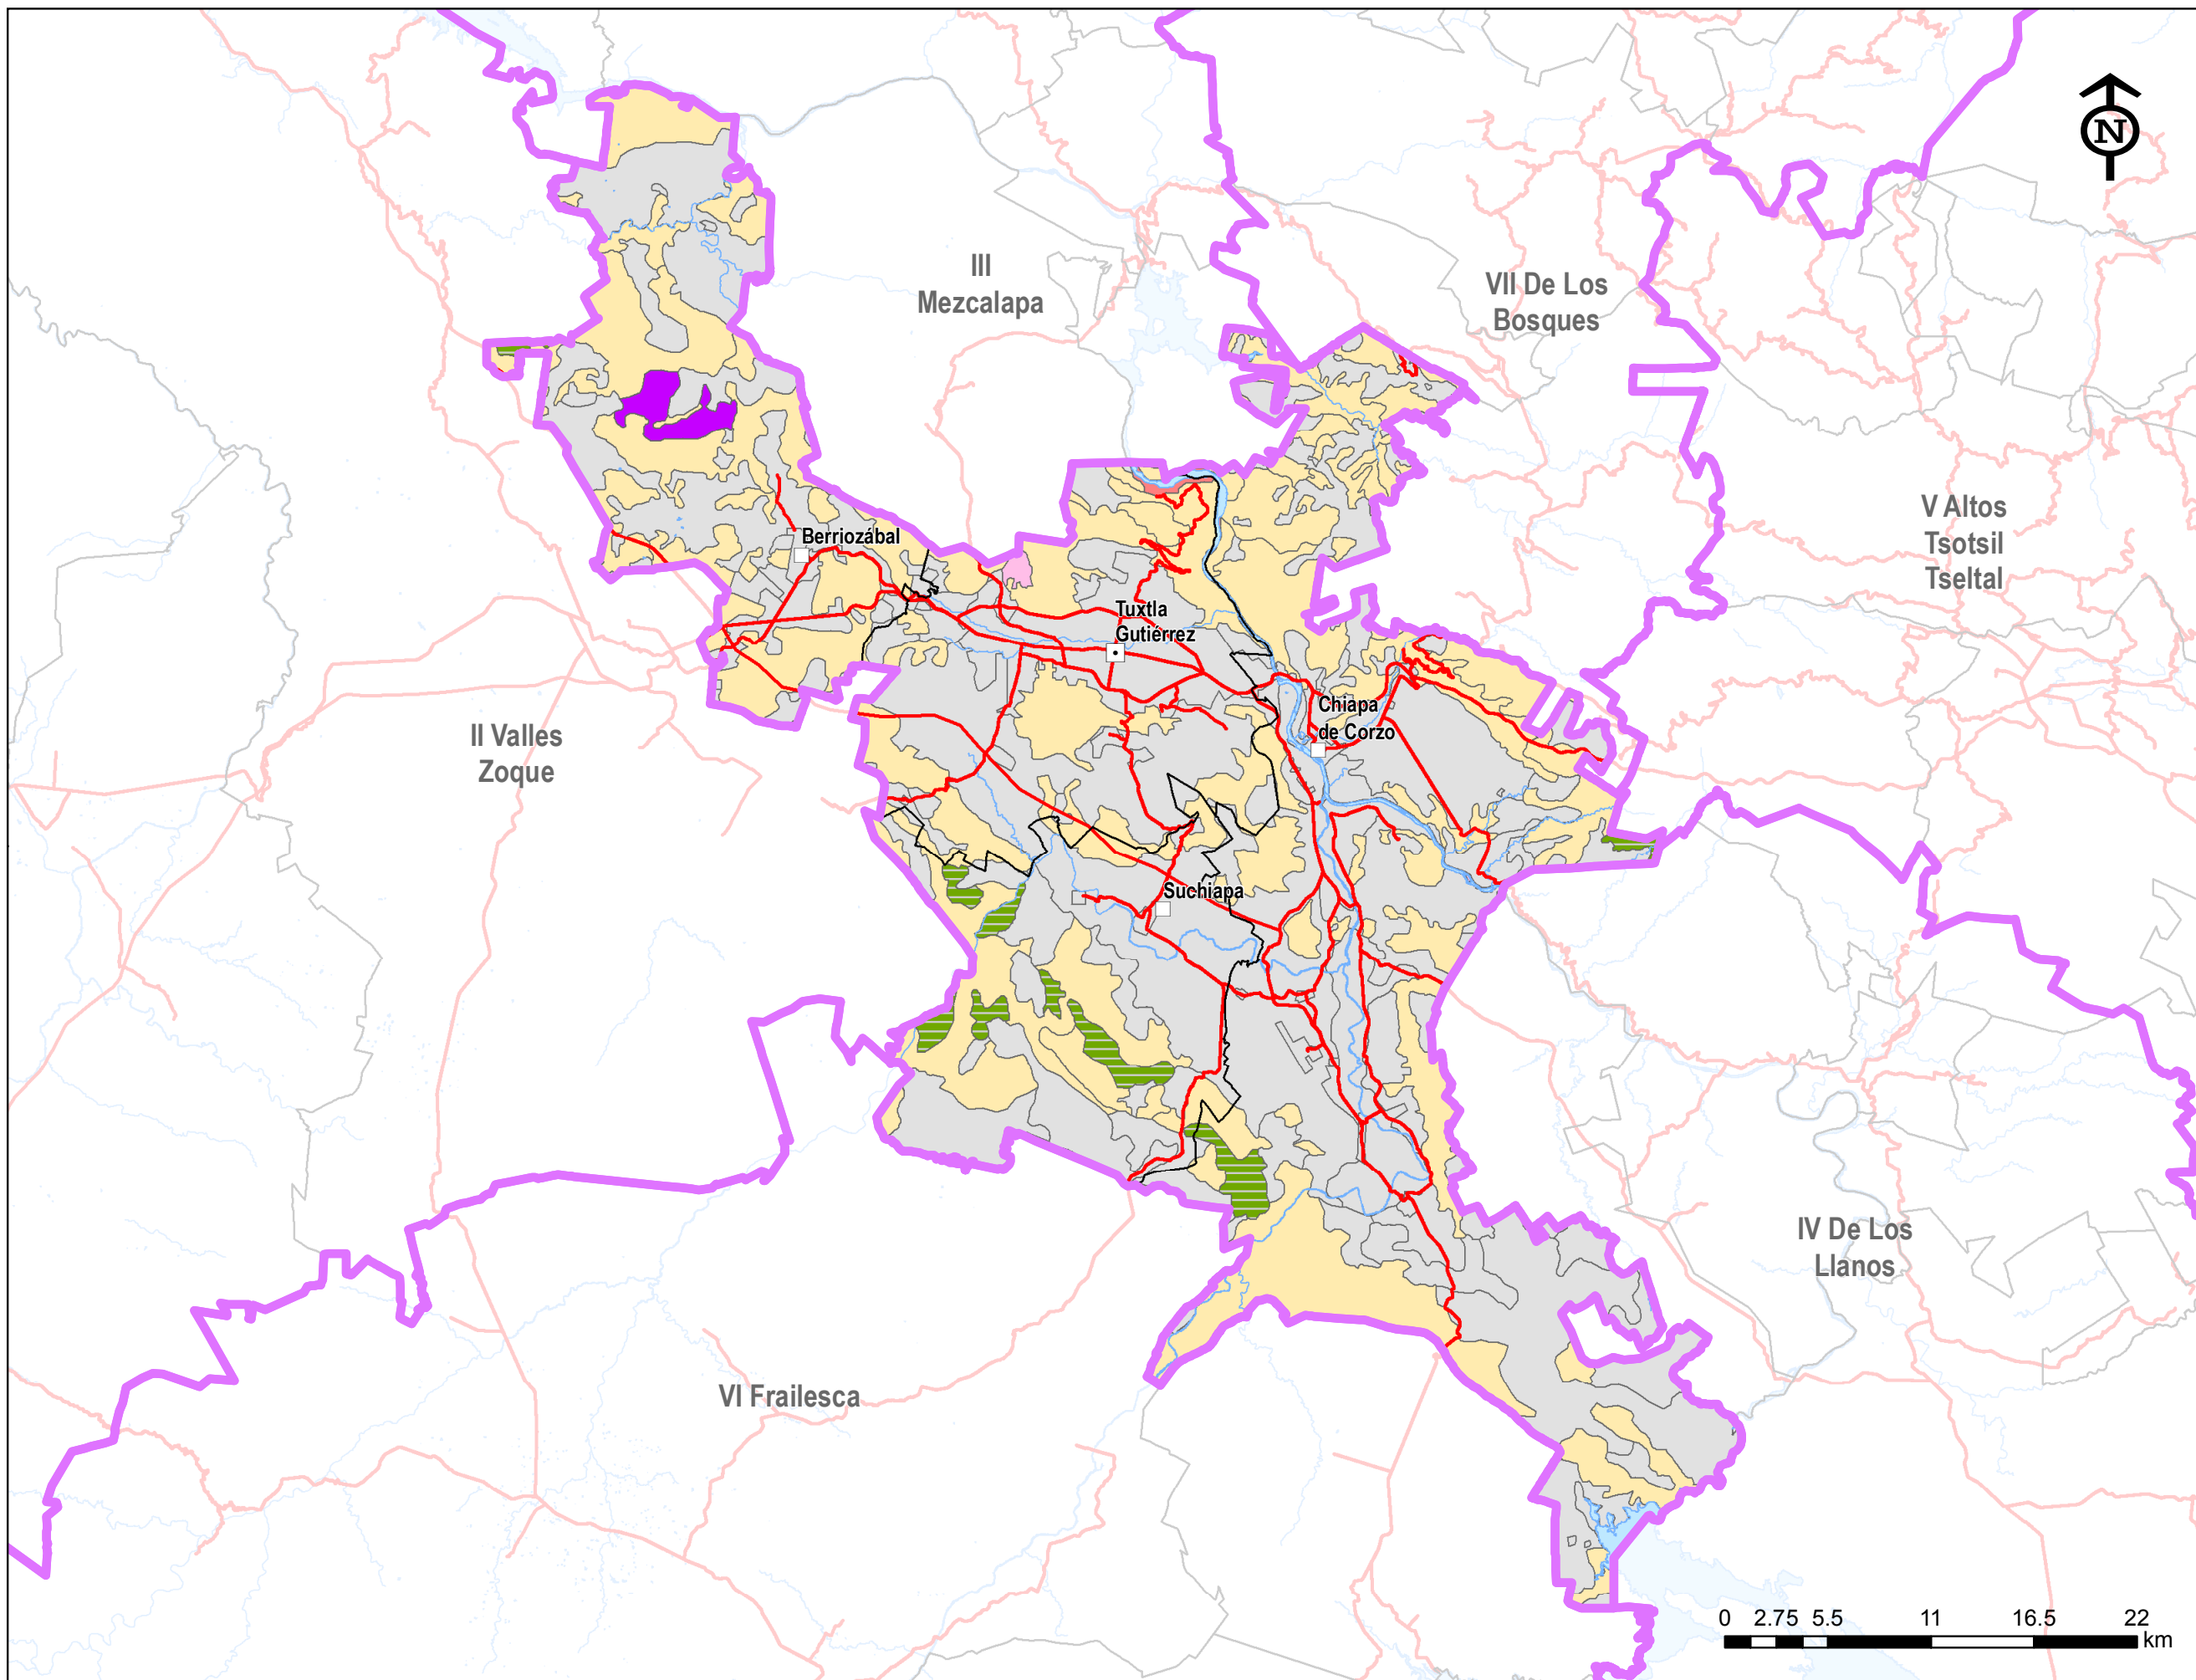 N
III
Mezcalapa
VII De Los
Bosques
V Altos
Tsotsil
Tseltal
Berriozábal
Tuxtla
Gutiérrez
Chiapa
de Corzo
II Valles
Zoque
Suchiapa
IV De Los
Llanos
VI Frailesca
0 2.75 5.5 11 16.5 22
km